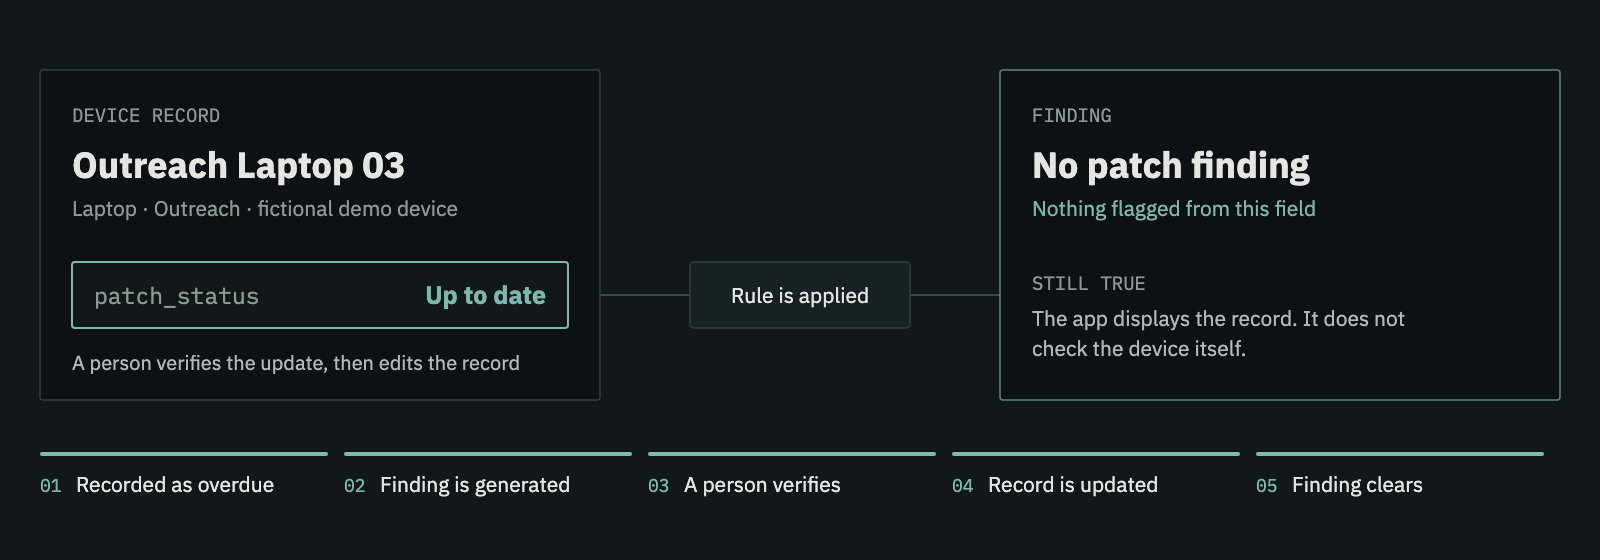 DEVICE RECORD
Outreach Laptop 03
Laptop · Outreach · fictional demo device
patch_status Up to date
A person verifies the update, then edits the record
Rule is applied
FINDING
No patch finding
Nothing flagged from this field
STILL TRUE
The app displays the record. It does not
check the device itself.
01 Recorded as overdue
02 Finding is generated
03 A person verifies
04 Record is updated
05 Finding clears